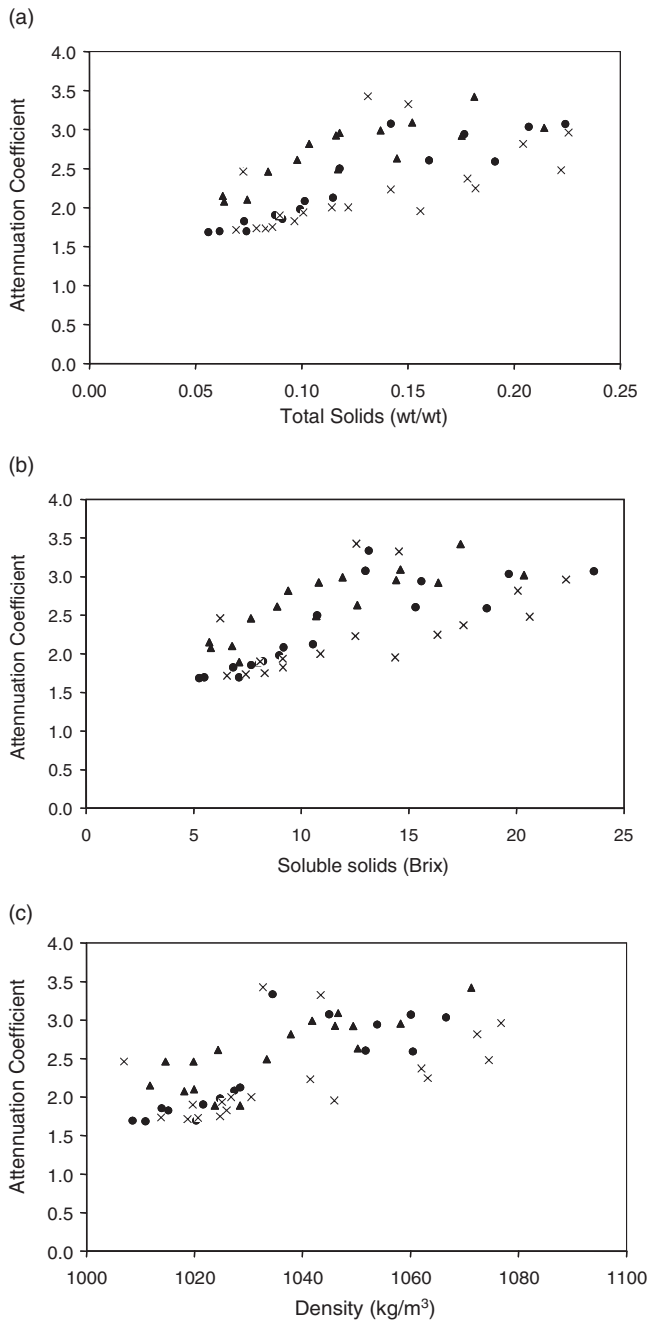 (a)
4.0
3.5
3.0
2.5
2.0
1.5
1.0
0.5
0.0
Attennuation Coefficient
0.00 0.05 0.10 0.15 0.20 0.25
Total Solids (wt/wt)
(b)
4.0
3.5
3.0
2.5
2.0
1.5
1.0
0.5
0.0
Attennuation Coefficient
0 5 10 15 20 25
Soluble solids (Brix)
(c)
4.0
3.5
3.0
2.5
2.0
1.5
1.0
0.5
0.0
Attennuation Coefficient
1000 1020 1040 1060 1080 1100
Density (kg/m³)